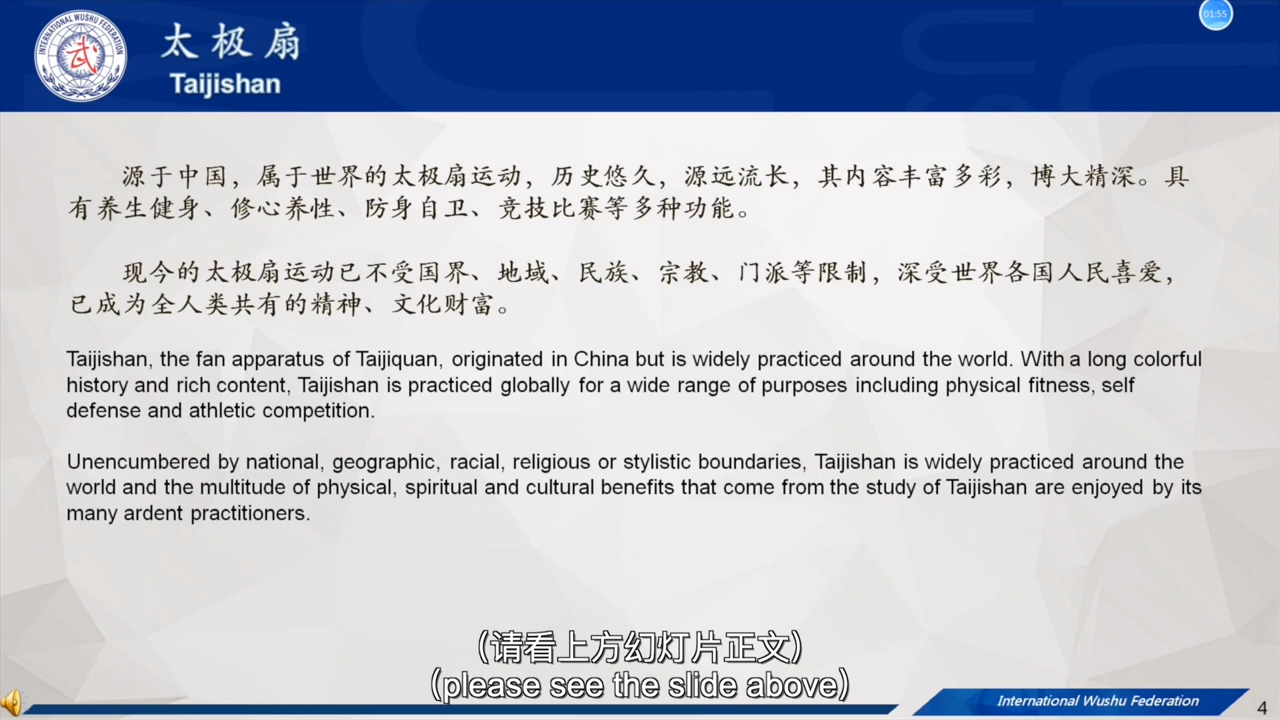 INTERNATIONAL WUSHU FEDERATION
武
太极扇
Taijishan
01:55
源于中国，属于世界的太极扇运动，历史悠久，源远流长，其内容丰富多彩，博大精深。具
有养生健身、修心养性、防身自卫、竞技比赛等多种功能。
现今的太极扇运动已不受国界、地域、民族、宗教、门派等限制，深受世界各国人民喜爱，
已成为全人类共有的精神、文化财富。
Taijishan, the fan apparatus of Taijiquan, originated in China but is widely practiced around the world. With a long colorful
history and rich content, Taijishan is practiced globally for a wide range of purposes including physical fitness, self
defense and athletic competition.
Unencumbered by national, geographic, racial, religious or stylistic boundaries, Taijishan is widely practiced around the
world and the multitude of physical, spiritual and cultural benefits that come from the study of Taijishan are enjoyed by its
many ardent practitioners.
（请看上方幻灯片正文）
（please see the slide above）
International Wushu Federation
4